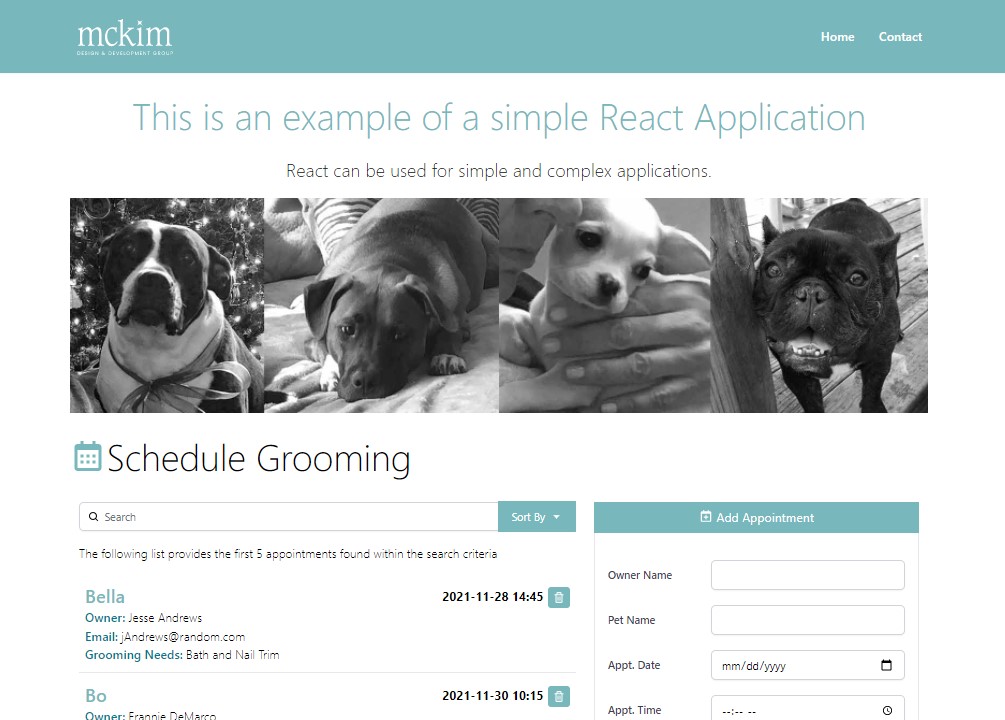 mckim
DESIGN & DEVELOPMENT GROUP
Home
Contact
This is an example of a simple React Application
React can be used for simple and complex applications.
Schedule Grooming
Search
Sort By
The following list provides the first 5 appointments found within the search criteria
Bella
2021-11-28 14:45
Owner: Jesse Andrews
Email: jAndrews@random.com
Grooming Needs: Bath and Nail Trim
Bo
2021-11-30 10:15
Owner: Frannie DeMarco
Add Appointment
Owner Name
Pet Name
Appt. Date
mm/dd/yyyy
Appt. Time
--:-- --